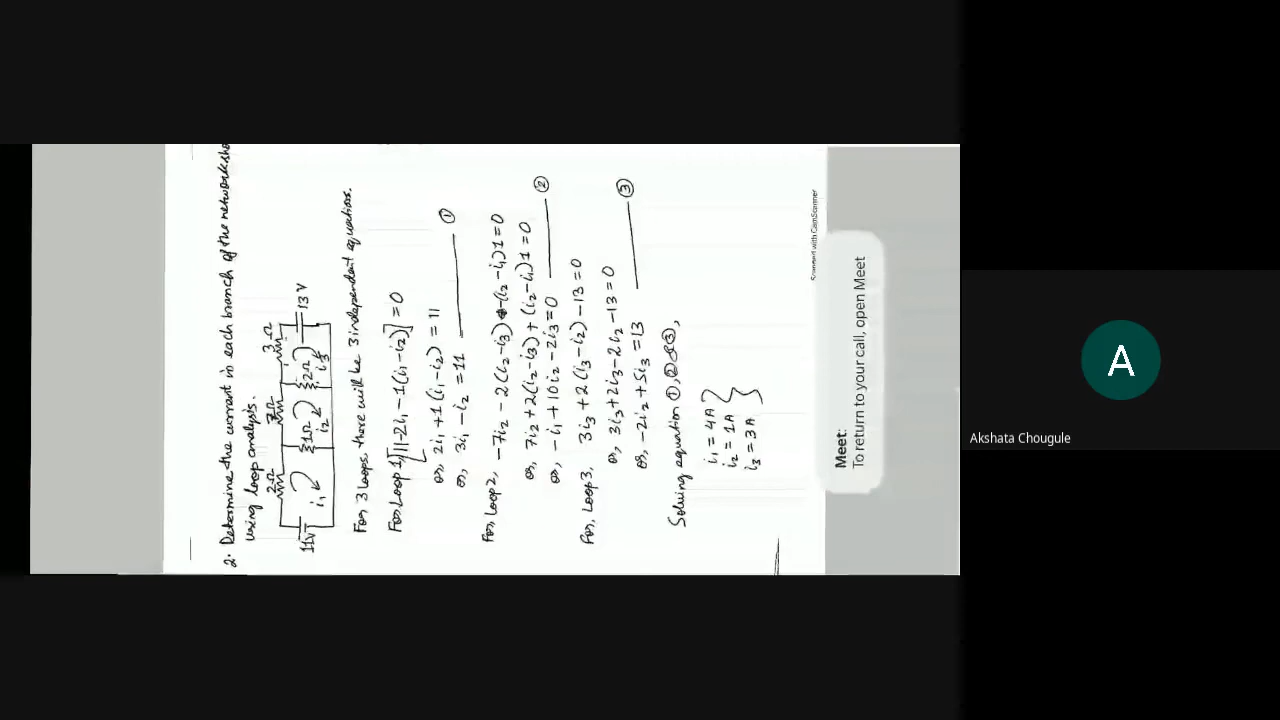 2. Determine the current in each branch of the network sho
using loop analysis.
2Ω 7Ω 3Ω
11V i₁ 1Ω i₂ 2Ω i₃ 13V
For 3 loops, there will be 3 independent equations.
For Loop 1, [11-2i₁-1(i₁-i₂)] = 0
or, 2i₁+1(i₁-i₂) = 11
or, 3i₁ - i₂ = 11 ①
For, Loop 2, -7i₂ - 2(i₂-i₃) -(i₂-i₁)1=0
or, 7i₂+2(i₂-i₃)+(i₂-i₁)1=0
or, -i₁+10i₂-2i₃=0 ②
For, Loop 3, 3i₃+2(i₃-i₂)-13=0
or, 3i₃+2i₃-2i₂-13=0
or, -2i₂+5i₃=13 ③
Solving equation ①,②&③,
i₁ = 4A
i₂ = 1A
i₃ = 3A
Scanned with CamScanner
Meet:
To return to your call, open Meet
A
Akshata Chougule